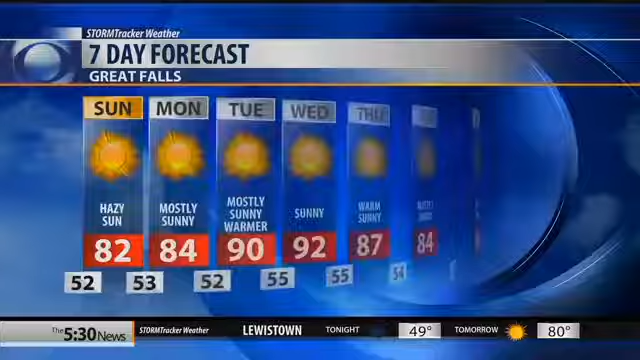 STORMTracker Weather
7 DAY FORECAST
GREAT FALLS
SUN MON TUE WED THU
HAZY SUN
MOSTLY SUNNY
MOSTLY SUNNY WARMER
SUNNY
WARM SUNNY
82 84 90 92 87 84
52 53 52 55 55 54
The 5:30 News STORMTracker Weather LEWISTOWN TONIGHT 49° TOMORROW 80°